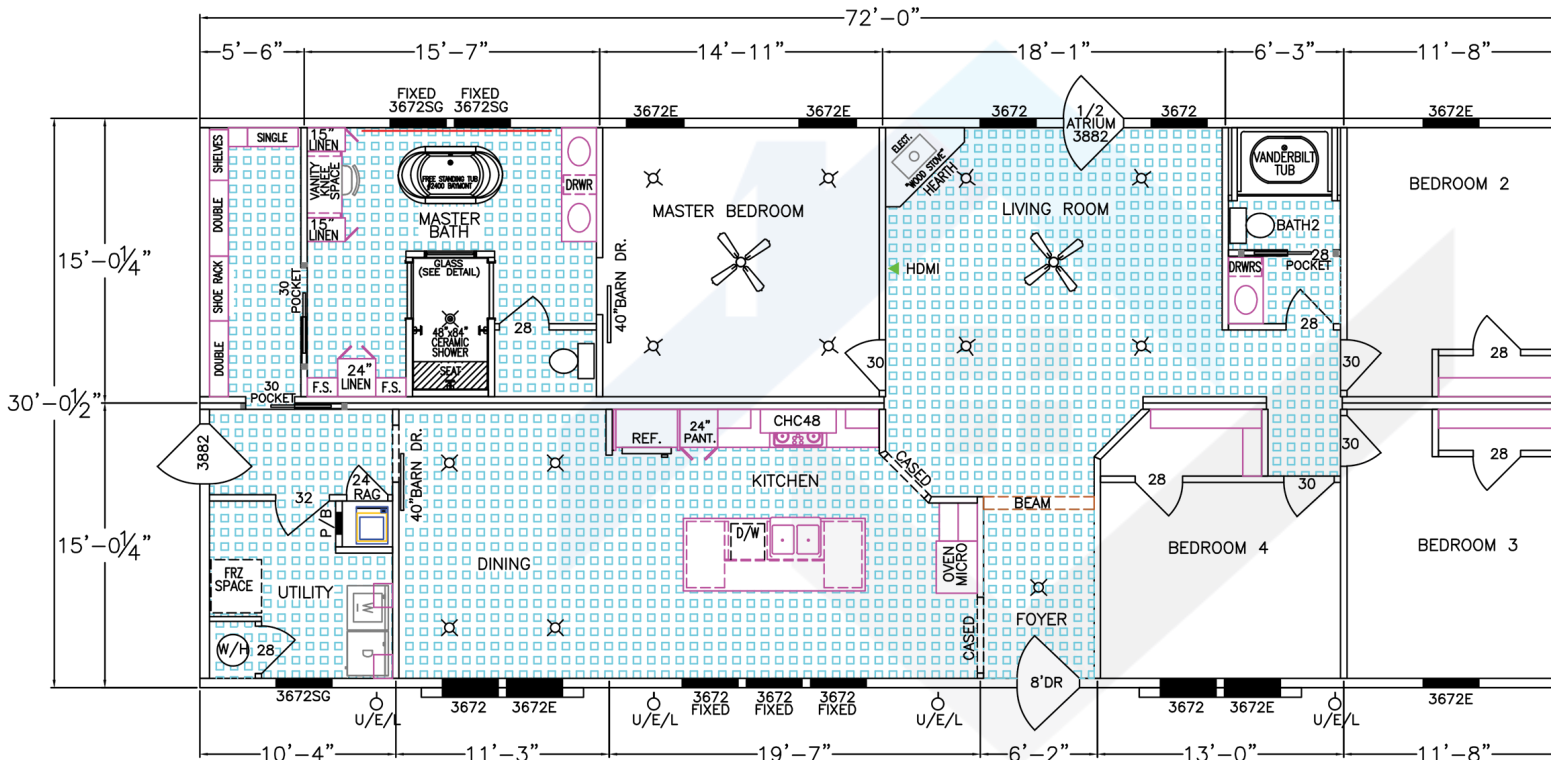 72'-0"
5'-6"
15'-7"
14'-11"
18'-1"
6'-3"
11'-8"
FIXED
3672SG
FIXED
3672SG
3672E
3672E
3672
1/2
ATRIUM
3882
3672
3672E
SHELVES
SINGLE
15"
LINEN
VANITY
KNEE
SPACE
15"
LINEN
DOUBLE
SHOE RACK
DOUBLE
30
POCKET
FREE STANDING TUB
MASTER
BATH
DRWR
GLASS
(SEE DETAIL)
48"x84"
CERAMIC
SHOWER
SEAT
28
24"
LINEN
F.S.
F.S.
30
POCKET
40"BARN DR.
MASTER BEDROOM
30
ELECT.
"WOOD STOVE"
HEARTH
LIVING ROOM
HDMI
VANDERBILT
TUB
BATH2
28
POCKET
DRWRS
28
BEDROOM 2
28
30
15'-0 1/4"
30'-0 1/2"
15'-0 1/4"
3882
32
24
RAG
P/B
FRZ
SPACE
UTILITY
W
D
W/H
28
40"BARN DR.
DINING
REF.
24"
PANT.
CHC48
KITCHEN
D/W
CASED
OVEN
MICRO
CASED
BEAM
FOYER
8'DR
28
30
BEDROOM 4
30
28
BEDROOM 3
3672SG
U/E/L
3672
3672E
U/E/L
3672
FIXED
3672
FIXED
3672
FIXED
U/E/L
3672
3672E
U/E/L
3672E
10'-4"
11'-3"
19'-7"
6'-2"
13'-0"
11'-8"